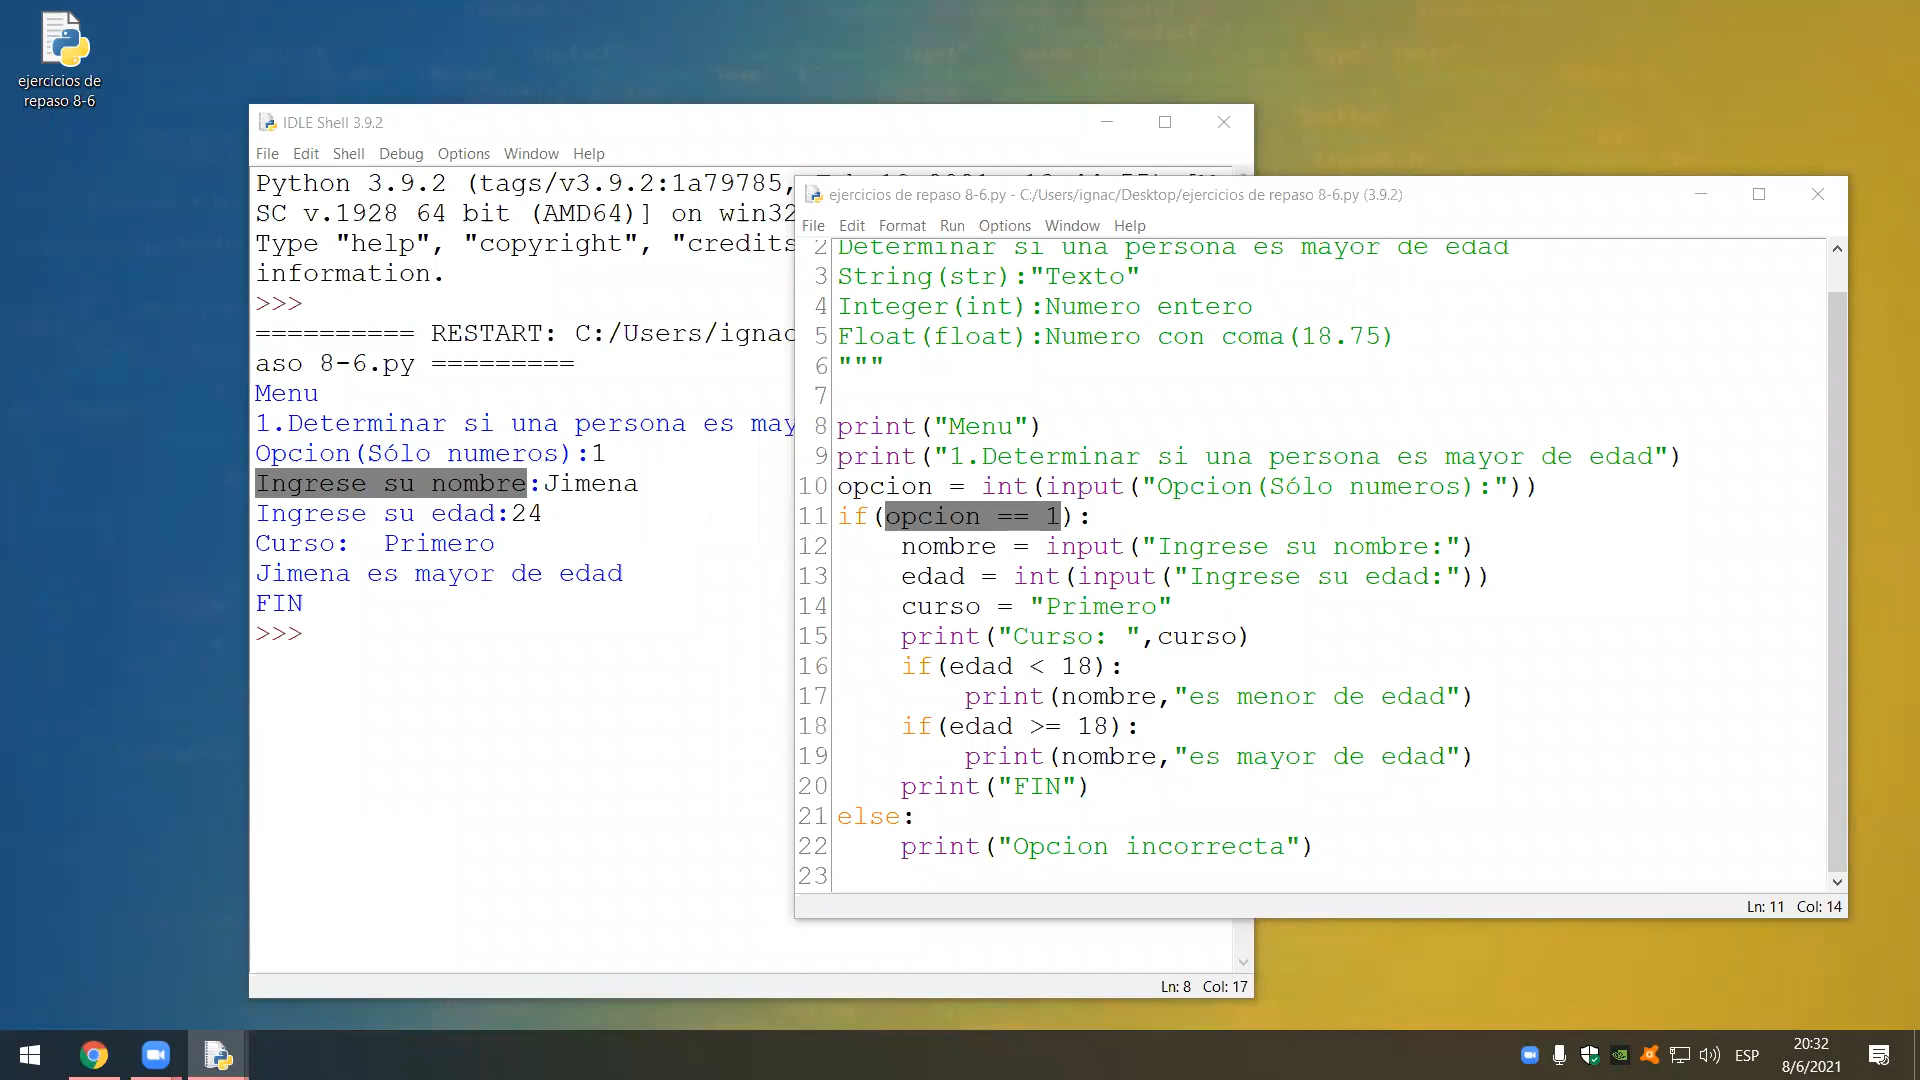 ejercicios de
repaso 8-6
IDLE Shell 3.9.2
File Edit Shell Debug Options Window Help
Python 3.9.2 (tags/v3.9.2:1a79785,
SC v.1928 64 bit (AMD64)] on win32
Type "help", "copyright", "credits
information.
>>>
========== RESTART: C:/Users/ignac
aso 8-6.py =========
Menu
1.Determinar si una persona es may
Opcion(Sólo numeros):1
Ingrese su nombre:Jimena
Ingrese su edad:24
Curso:  Primero
Jimena es mayor de edad
FIN
>>>
Ln: 8 Col: 17
ejercicios de repaso 8-6.py - C:/Users/ignac/Desktop/ejercicios de repaso 8-6.py (3.9.2)
File Edit Format Run Options Window Help
2 Determinar si una persona es mayor de edad
3 String(str):"Texto"
4 Integer(int):Numero entero
5 Float(float):Numero con coma(18.75)
6 """
7
8 print("Menu")
9 print("1.Determinar si una persona es mayor de edad")
10 opcion = int(input("Opcion(Sólo numeros):"))
11 if(opcion == 1):
12     nombre = input("Ingrese su nombre:")
13     edad = int(input("Ingrese su edad:"))
14     curso = "Primero"
15     print("Curso: ",curso)
16     if(edad < 18):
17         print(nombre,"es menor de edad")
18     if(edad >= 18):
19         print(nombre,"es mayor de edad")
20     print("FIN")
21 else:
22     print("Opcion incorrecta")
23
Ln: 11 Col: 14
ESP
20:32
8/6/2021